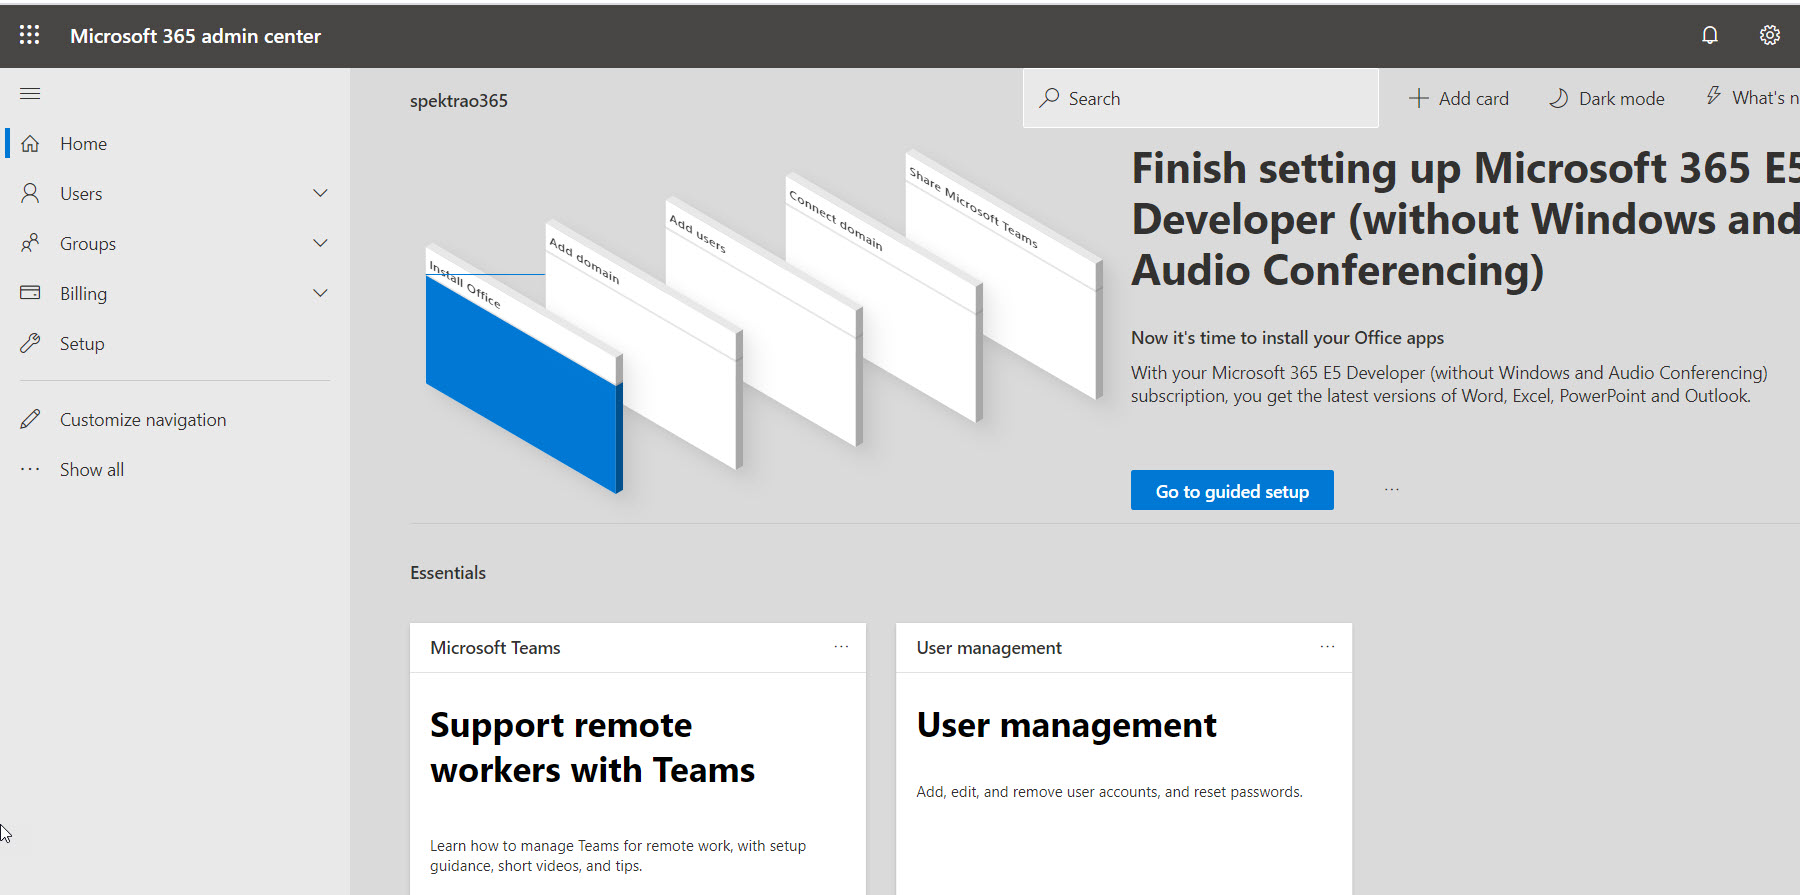 Microsoft 365 admin center
Home
Users
Groups
Billing
Setup
Customize navigation
Show all
spektrao365
Search
Add card
Dark mode
What's n
Install Office
Add domain
Add users
Connect domain
Share Microsoft Teams
Finish setting up Microsoft 365 E5
Developer (without Windows and
Audio Conferencing)
Now it's time to install your Office apps
With your Microsoft 365 E5 Developer (without Windows and Audio Conferencing)
subscription, you get the latest versions of Word, Excel, PowerPoint and Outlook.
Go to guided setup
Essentials
Microsoft Teams
Support remote
workers with Teams
Learn how to manage Teams for remote work, with setup
guidance, short videos, and tips.
User management
User management
Add, edit, and remove user accounts, and reset passwords.